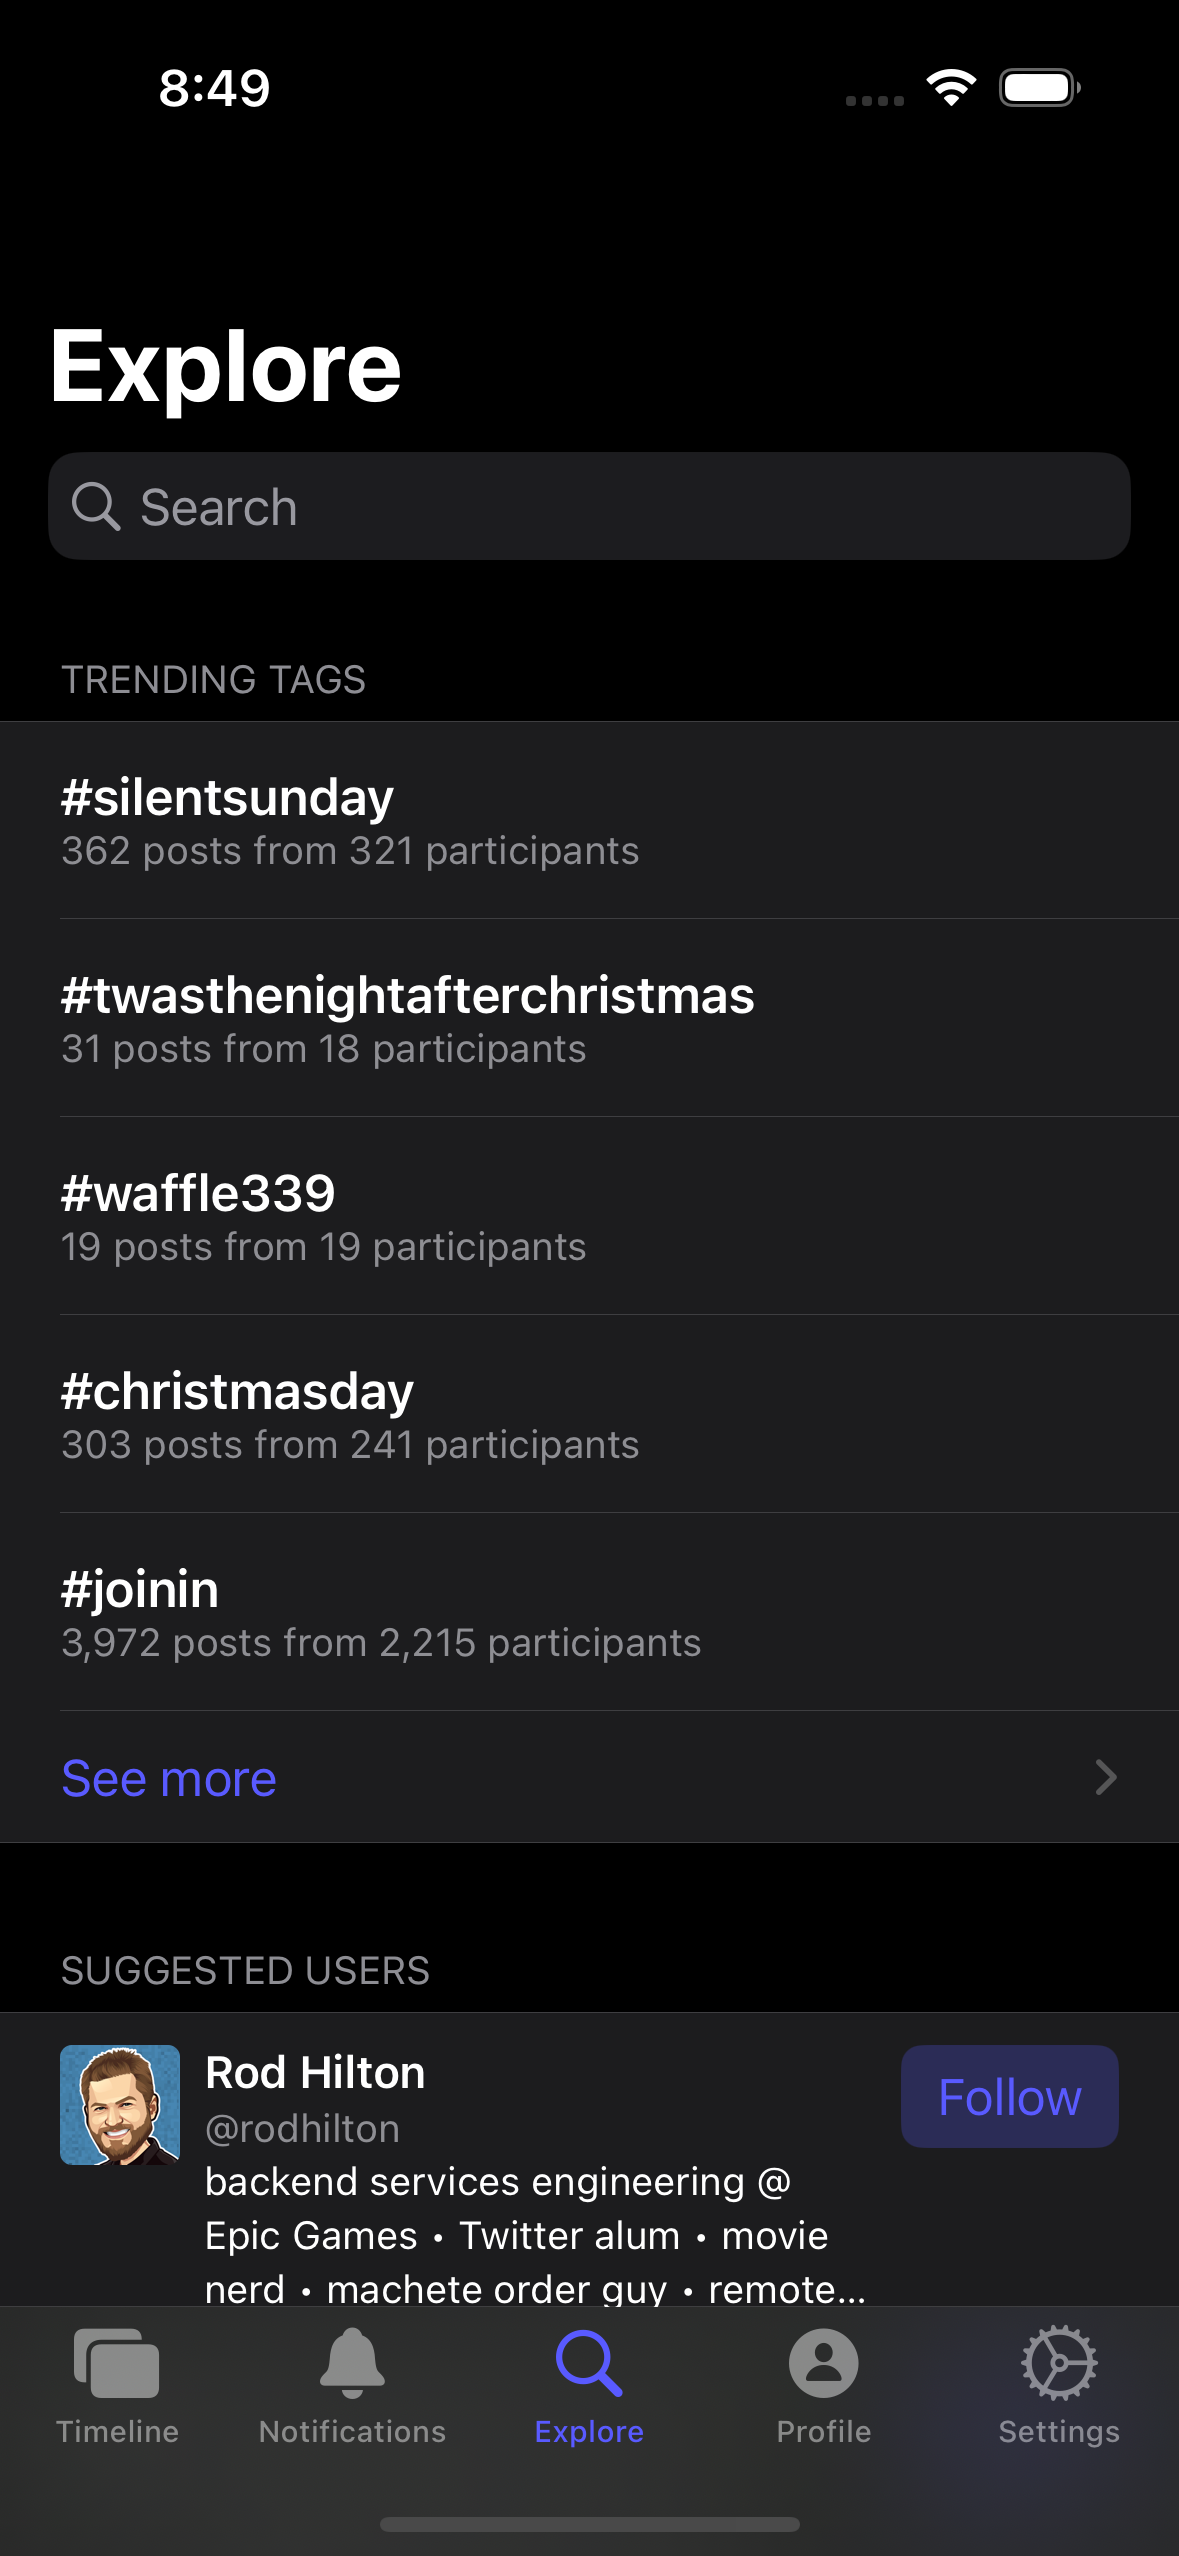 8:49
Explore
Search
TRENDING TAGS
#silentsunday
362 posts from 321 participants
#twasthenightafterchristmas
31 posts from 18 participants
#waffle339
19 posts from 19 participants
#christmasday
303 posts from 241 participants
#joinin
3,972 posts from 2,215 participants
See more
SUGGESTED USERS
Rod Hilton
@rodhilton
Follow
backend services engineering @
Epic Games • Twitter alum • movie
nerd • machete order guy • remote...
Timeline
Notifications
Explore
Profile
Settings